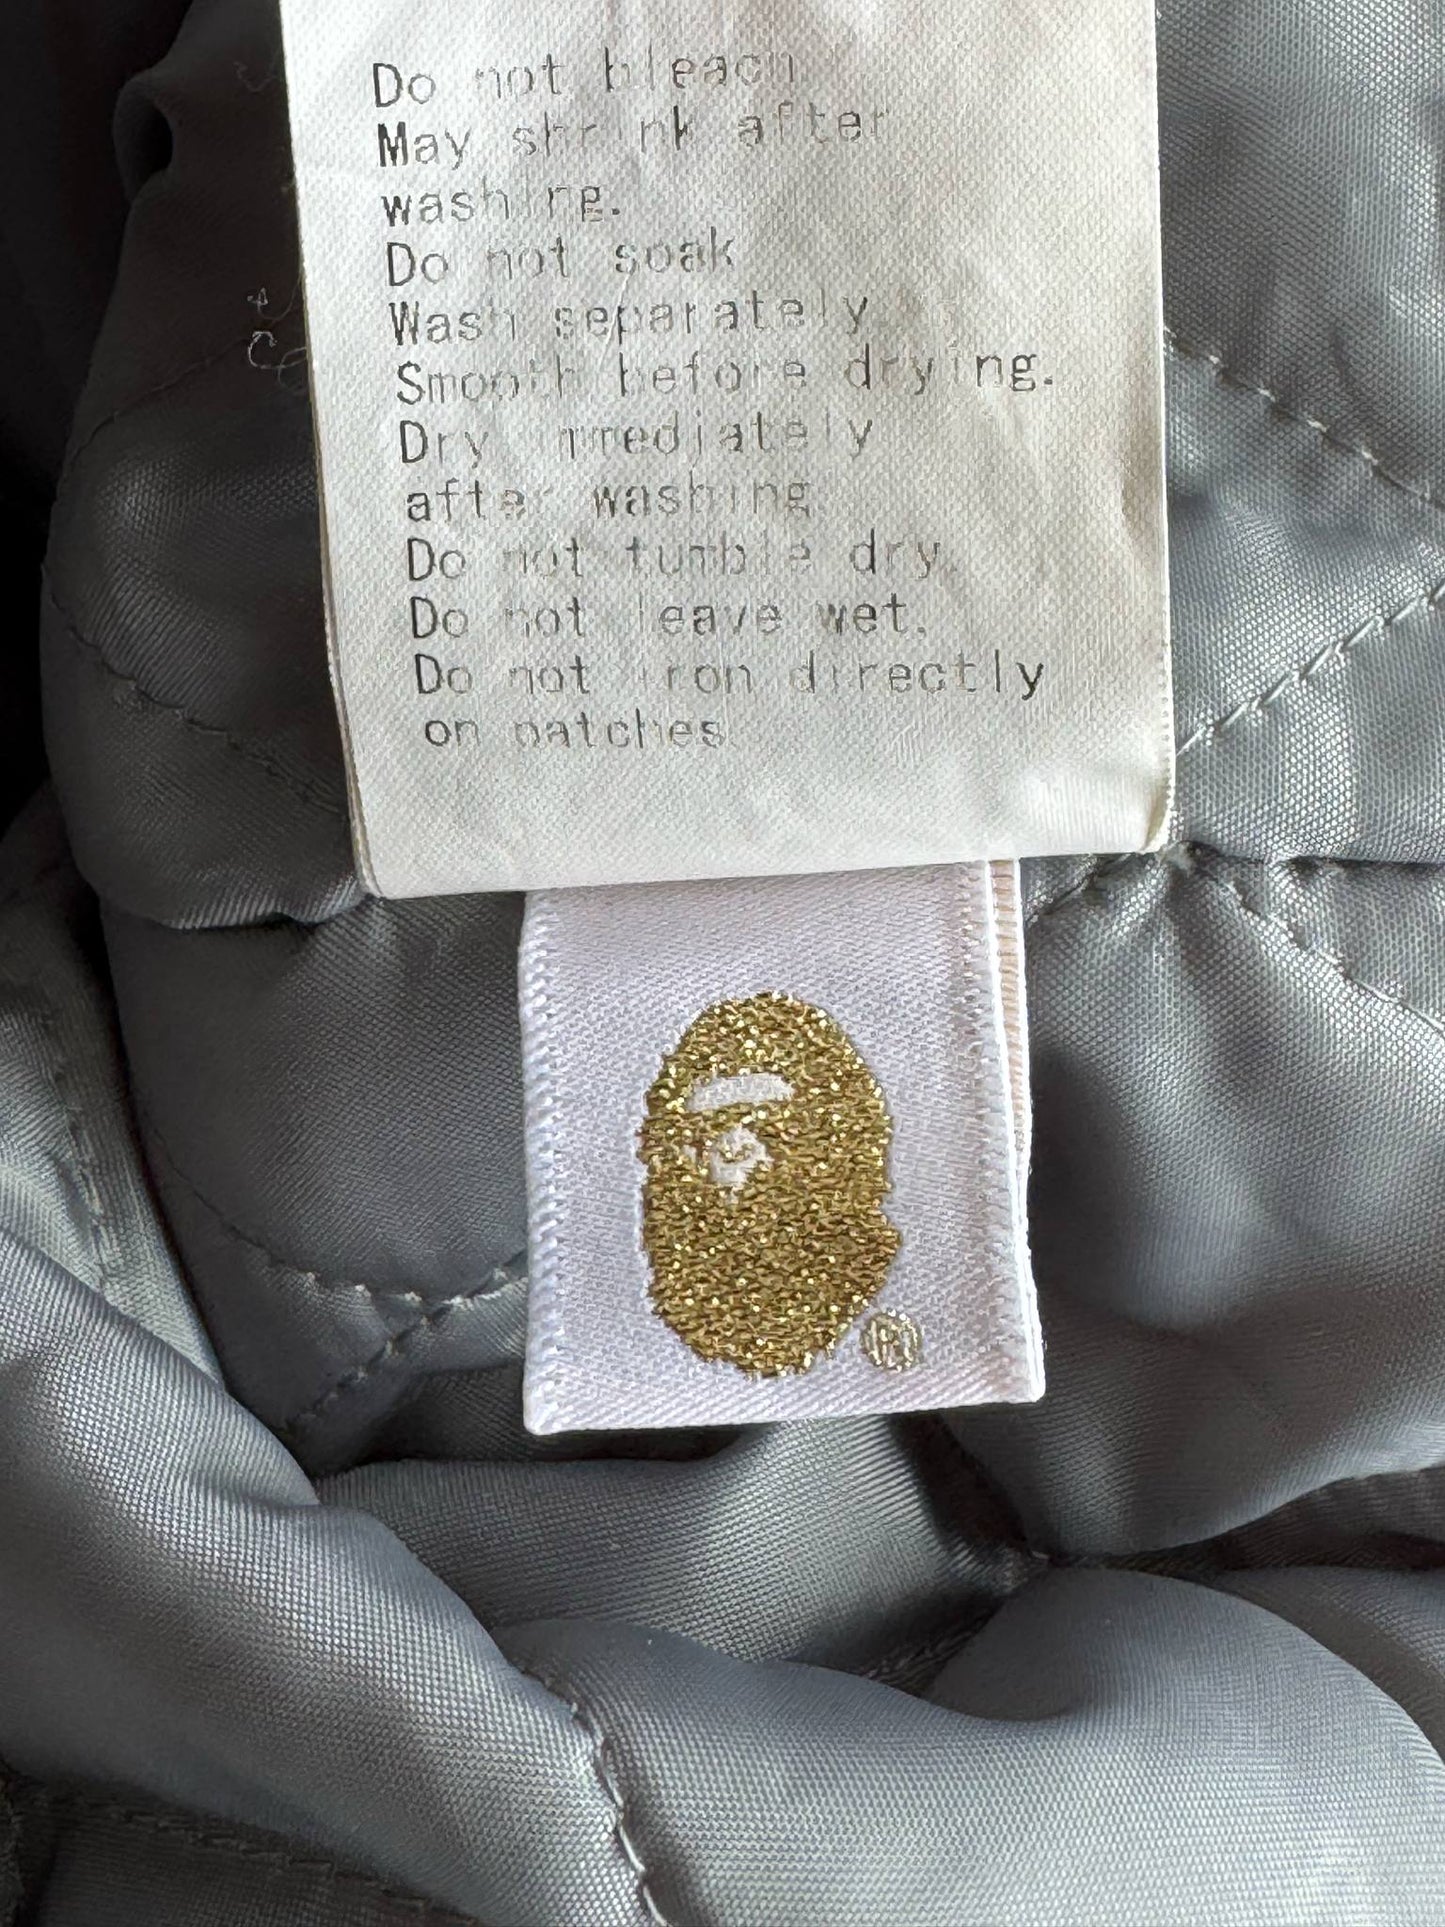 Do not bleach
May shrink after
washing.
Do not soak
Wash separately
Smooth before drying.
Dry immediately
after washing
Do not tumble dry.
Do not leave wet.
Do not iron directly
on patches
®